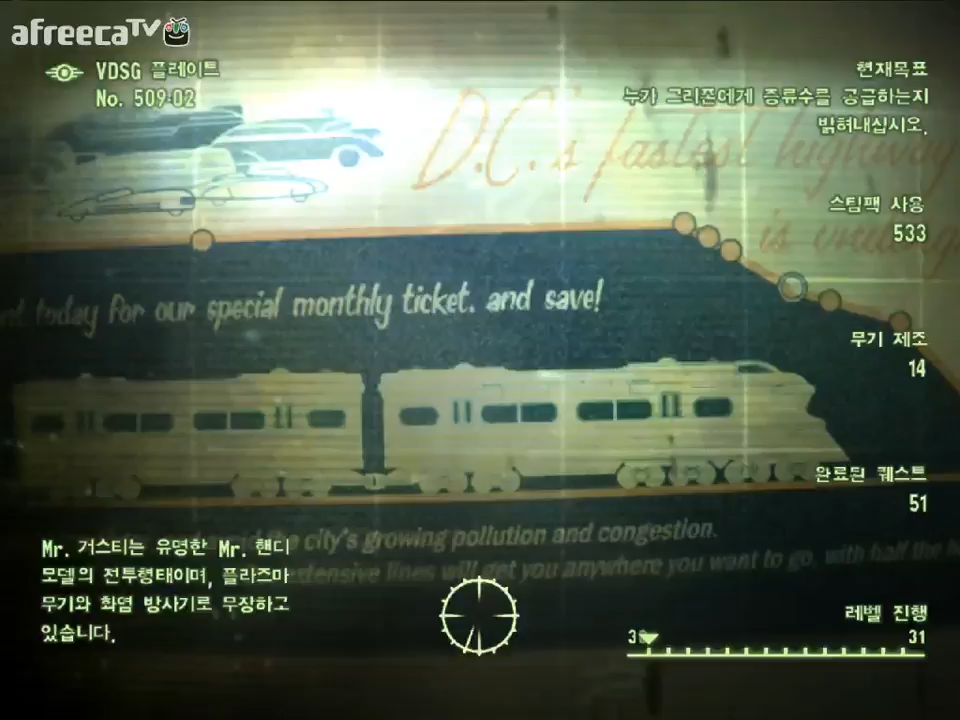 afreecaTV
VDSG 플레이트
No. 509-02
현재목표
누가 그리폰에게 증류수를 공급하는지
밝혀내십시오.
D.C.'s fastest highway
is
스팀팩 사용
533
today for our special monthly ticket. and save!
무기 제조
14
완료된 퀘스트
51
city's growing pollution and congestion.
extensive lines will get you anywhere you want to go, with half the
Mr. 거스티는 유명한 Mr. 핸디
모델의 전투형태이며, 플라즈마
무기와 화염 방사기로 무장하고
있습니다.
레벨 진행
31